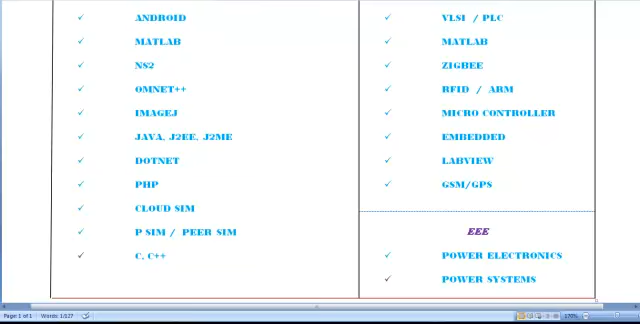 ANDROID
MATLAB
NS2
OMNET++
IMAGEJ
JAVA, J2EE, J2ME
DOTNET
PHP
CLOUD SIM
P SIM / PEER SIM
C, C++
VLSI / PLC
MATLAB
ZIGBEE
RFID / ARM
MICRO CONTROLLER
EMBEDDED
LABVIEW
GSM/GPS
EEE
POWER ELECTRONICS
POWER SYSTEMS
Page: 1 of 1 Words: 1/127
170%